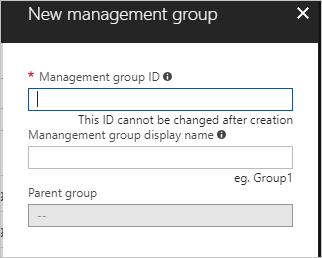 New management group
* Management group ID
This ID cannot be changed after creation
Manangement group display name
eg. Group1
Parent group
--